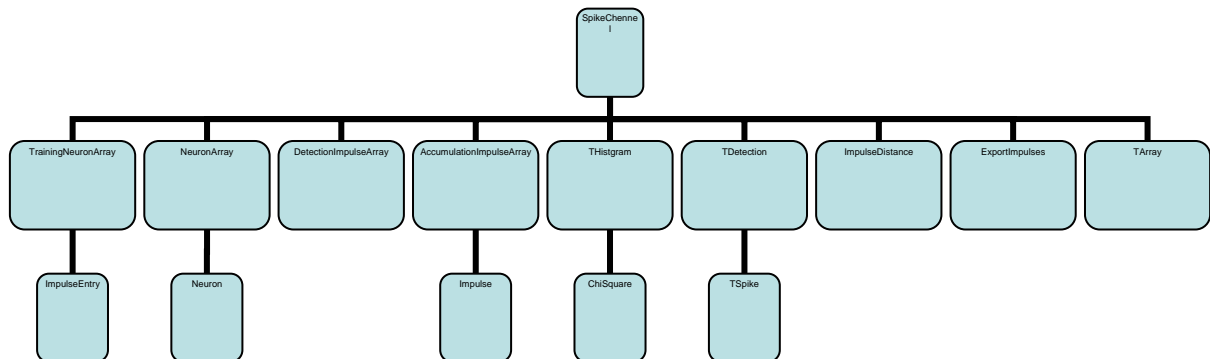 SpikeChenne
l
TrainingNeuronArray
NeuronArray
DetectionImpulseArray
AccumulationImpulseArray
THistgram
TDetection
ImpulseDistance
ExportImpulses
TArray
ImpulseEntry
Neuron
Impulse
ChiSquare
TSpike